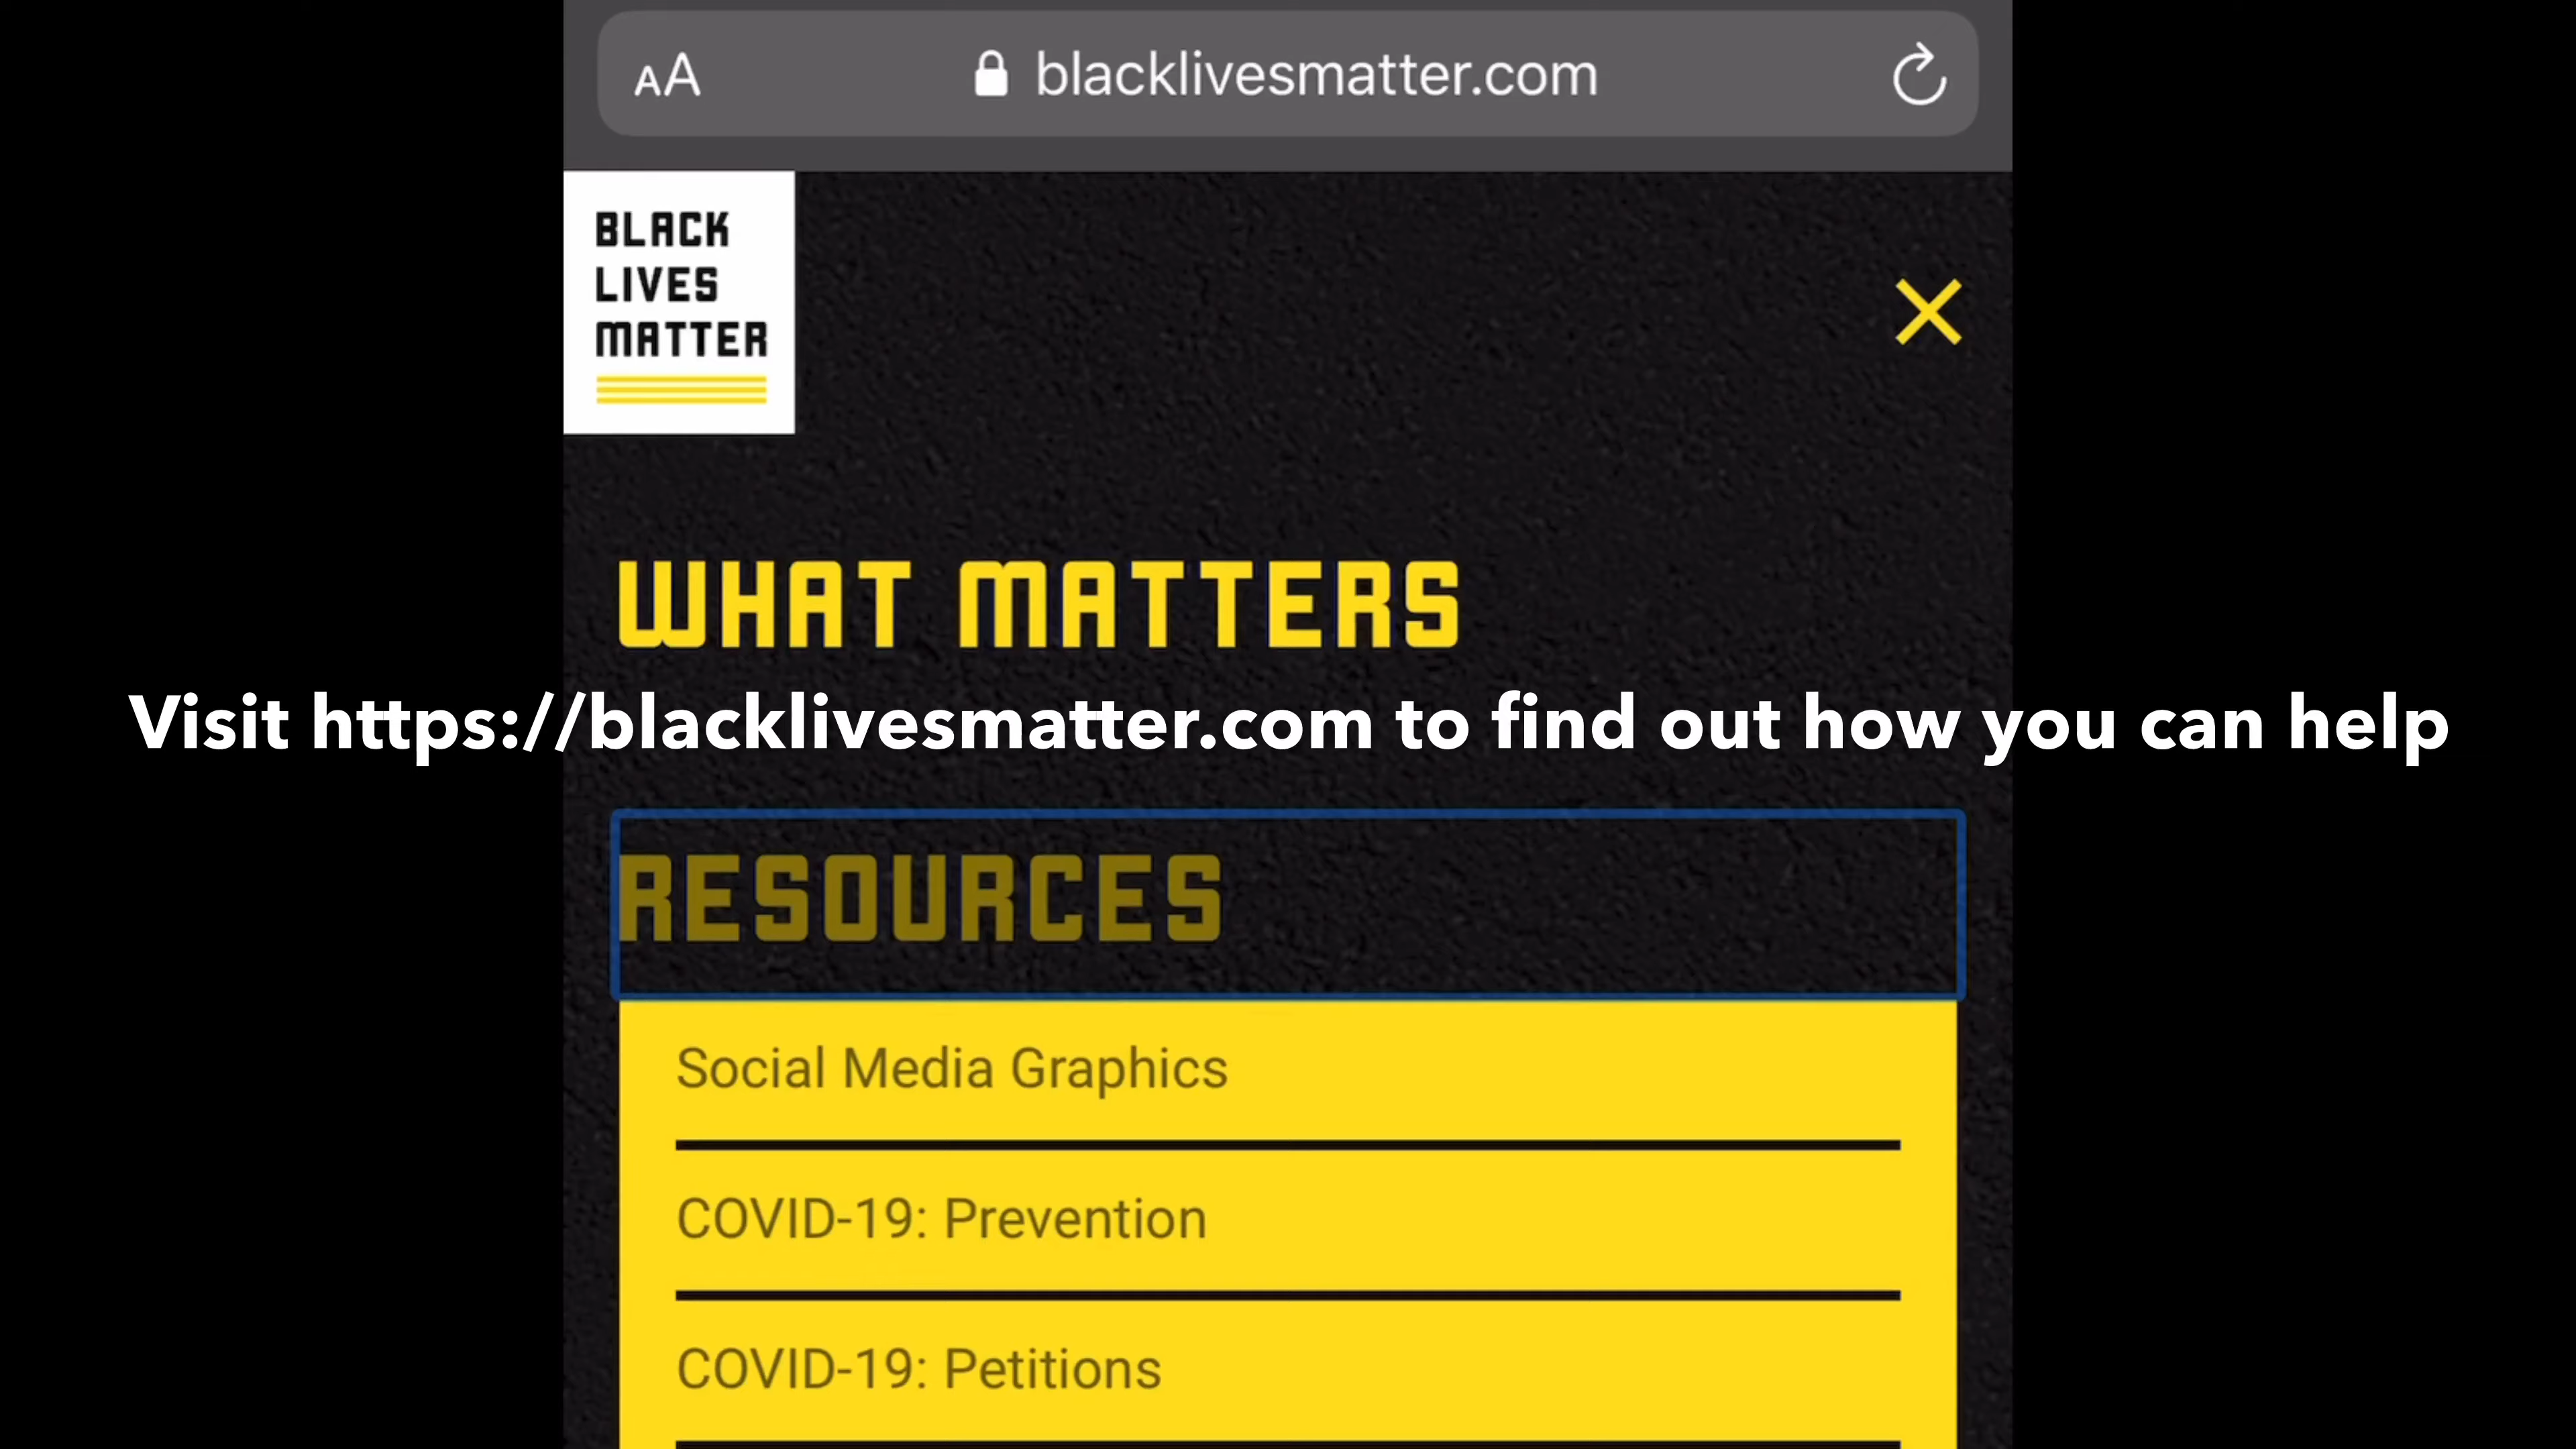 AA
blacklivesmatter.com
BLACK
LIVES
MATTER
WHAT MATTERS
Visit https://blacklivesmatter.com to find out how you can help
RESOURCES
Social Media Graphics
COVID-19: Prevention
COVID-19: Petitions